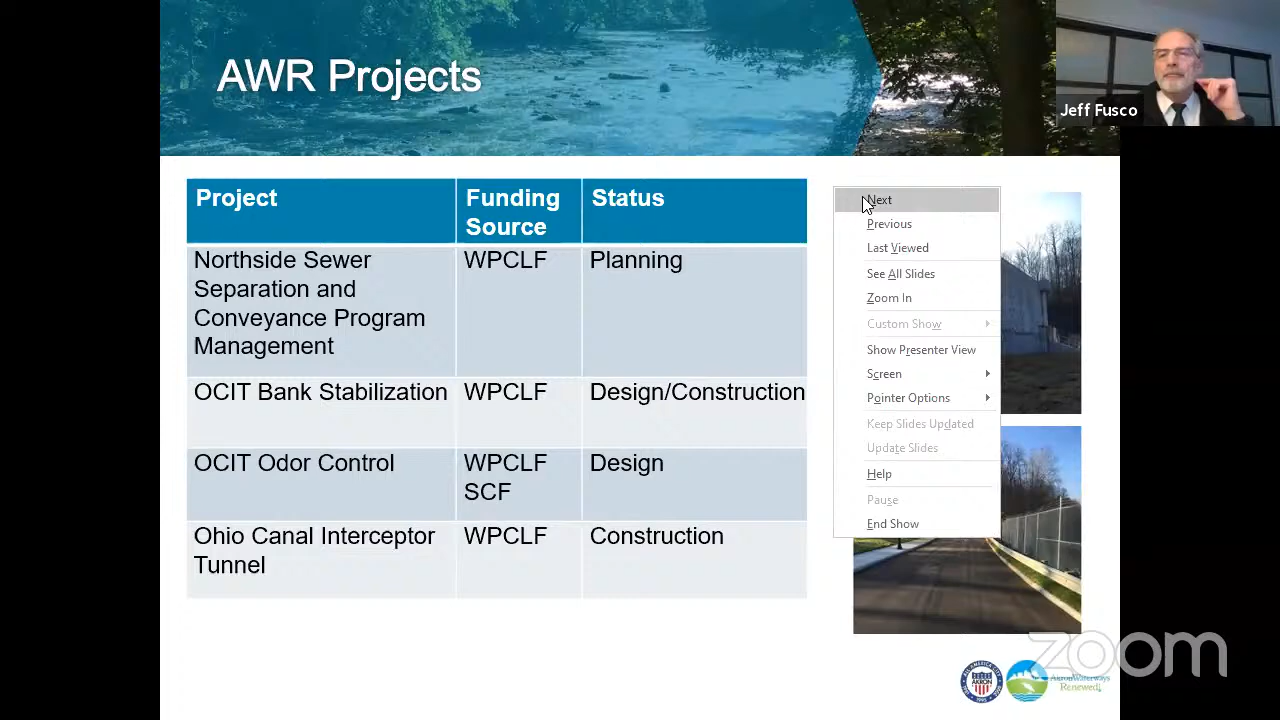 AWR Projects
Jeff Fusco
Project
Funding
Source
Status
Northside Sewer
Separation and
Conveyance Program
Management
WPCLF
Planning
OCIT Bank Stabilization
WPCLF
Design/Construction
OCIT Odor Control
WPCLF
SCF
Design
Ohio Canal Interceptor
Tunnel
WPCLF
Construction
Next
Previous
Last Viewed
See All Slides
Zoom In
Custom Show
Show Presenter View
Screen
Pointer Options
Keep Slides Updated
Update Slides
Help
Pause
End Show
zoom
AKRON
AkronWaterways
Renewed!